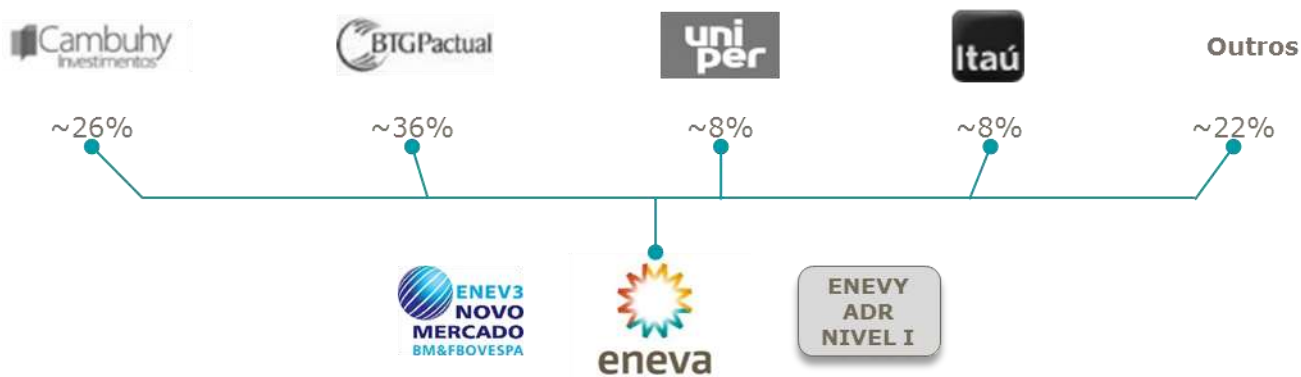 Cambuhy
Investimentos
BTGPactual
uni
per
Itaú
Outros
~26%
~36%
~8%
~8%
~22%
ENEV3
NOVO
MERCADO
BM&FBOVESPA
eneva
ENEVY
ADR
NIVEL I